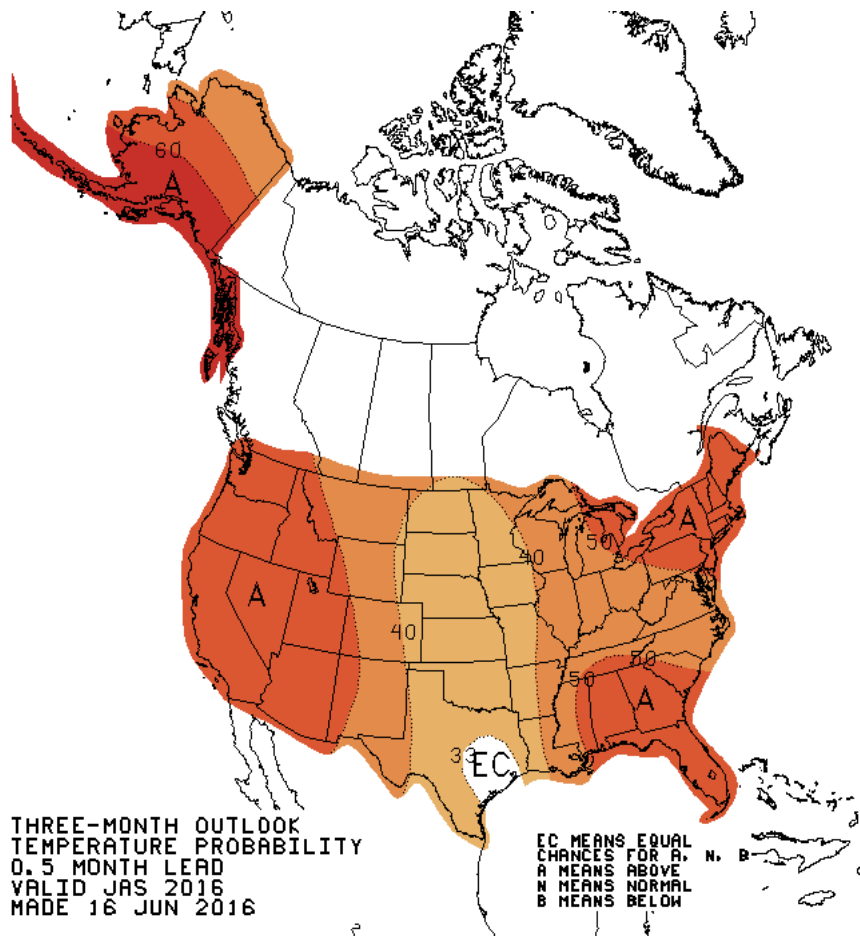 60
A
A
50
40
A
40
50
50
A
33
EC
THREE-MONTH OUTLOOK
TEMPERATURE PROBABILITY
0.5 MONTH LEAD
VALID JAS 2016
MADE 16 JUN 2016
EC MEANS EQUAL
CHANCES FOR A, N, B
A MEANS ABOVE
N MEANS NORMAL
B MEANS BELOW